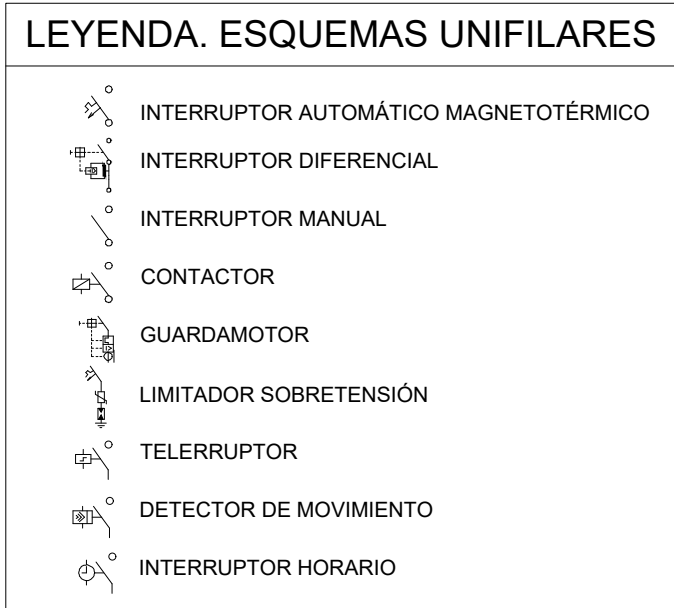 LEYENDA. ESQUEMAS UNIFILARES
INTERRUPTOR AUTOMÁTICO MAGNETOTÉRMICO
INTERRUPTOR DIFERENCIAL
INTERRUPTOR MANUAL
CONTACTOR
GUARDAMOTOR
LIMITADOR SOBRETENSIÓN
TELERRUPTOR
DETECTOR DE MOVIMIENTO
INTERRUPTOR HORARIO